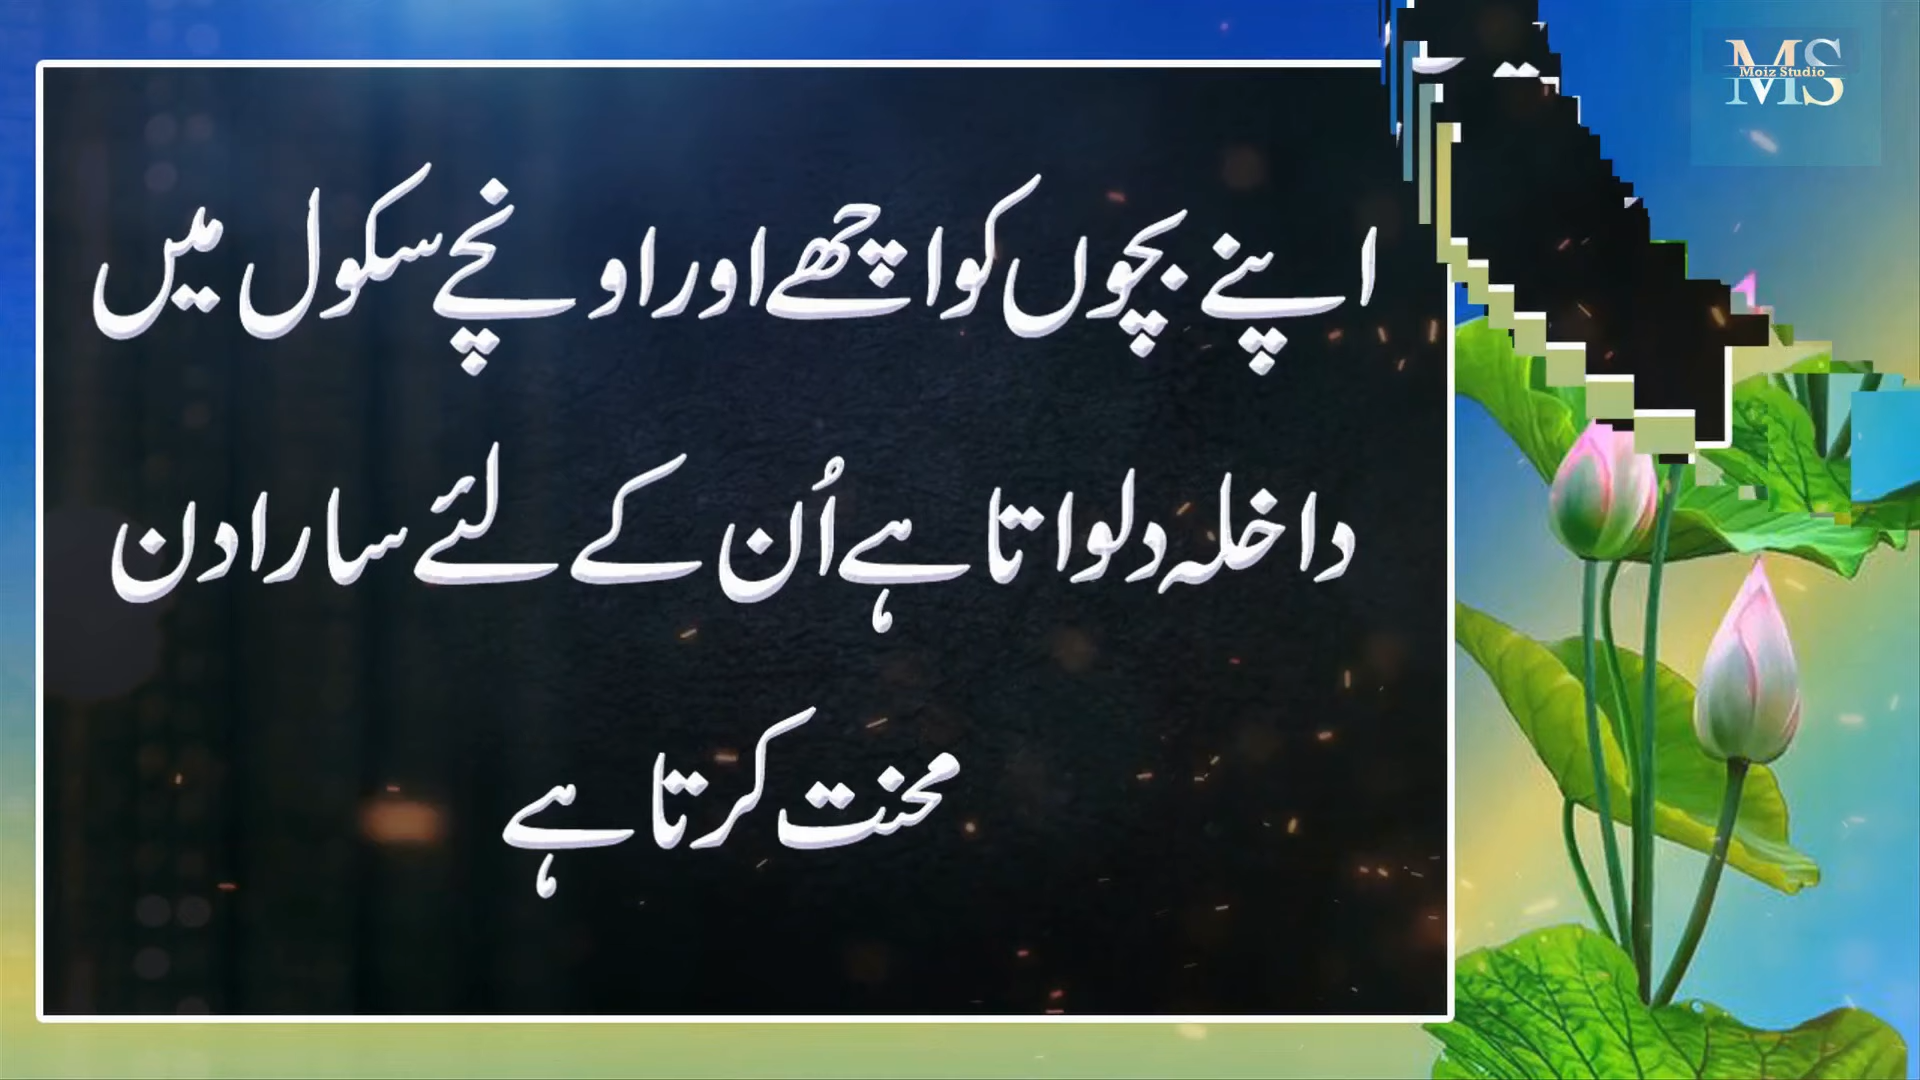 اپنے بچوں کو اچھے اور اونچے سکول میں
داخلہ دلواتا ہے اُن کے لئے سارا دن
محنت کرتا ہے
MS
Moiz Studio